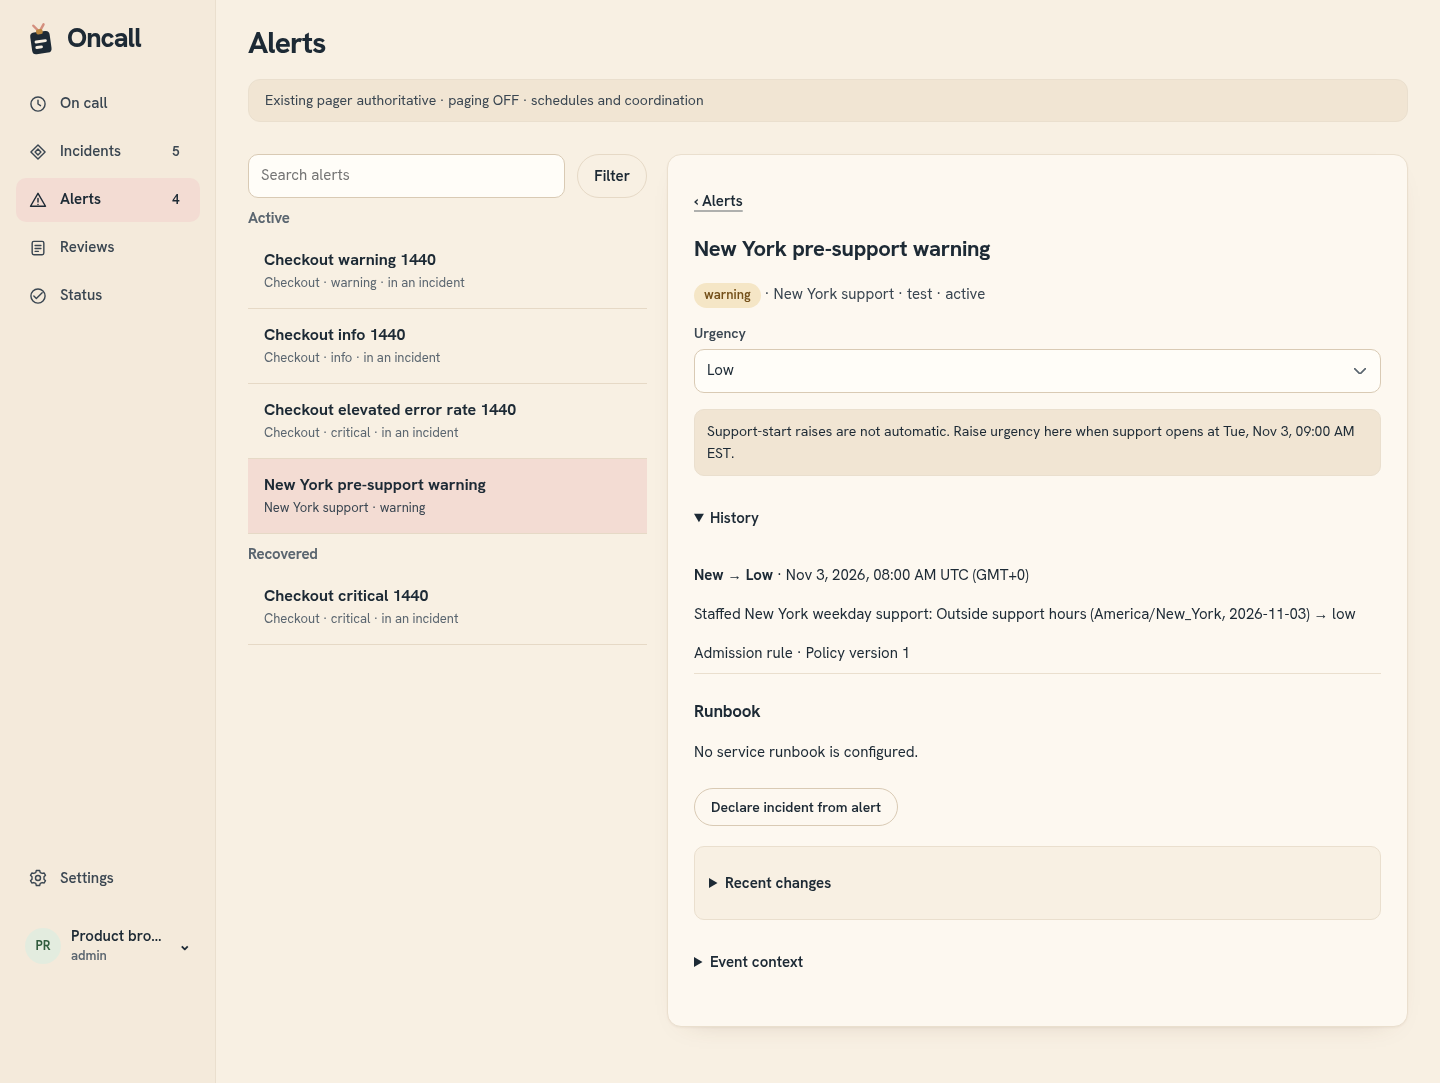 Oncall
On call
Incidents 5
Alerts 4
Reviews
Status
Settings
PR
Product bro...
admin
Alerts
Existing pager authoritative · paging OFF · schedules and coordination
Search alerts
Filter
Active
Checkout warning 1440
Checkout · warning · in an incident
Checkout info 1440
Checkout · info · in an incident
Checkout elevated error rate 1440
Checkout · critical · in an incident
New York pre-support warning
New York support · warning
Recovered
Checkout critical 1440
Checkout · critical · in an incident
‹ Alerts
New York pre-support warning
warning · New York support · test · active
Urgency
Low
Support-start raises are not automatic. Raise urgency here when support opens at Tue, Nov 3, 09:00 AM
EST.
History
New → Low · Nov 3, 2026, 08:00 AM UTC (GMT+0)
Staffed New York weekday support: Outside support hours (America/New_York, 2026-11-03) → low
Admission rule · Policy version 1
Runbook
No service runbook is configured.
Declare incident from alert
Recent changes
Event context